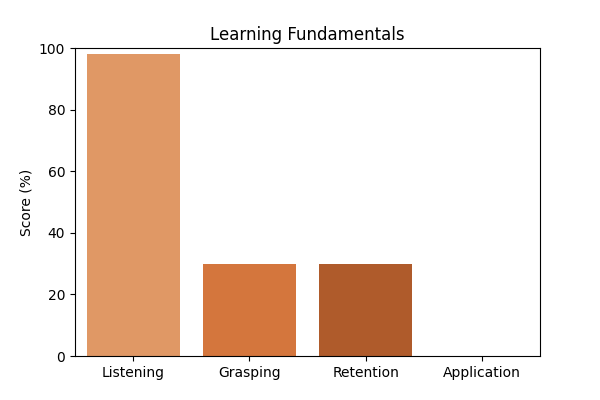 Learning Fundamentals
Score (%)
100
80
60
40
20
0
Listening
Grasping
Retention
Application